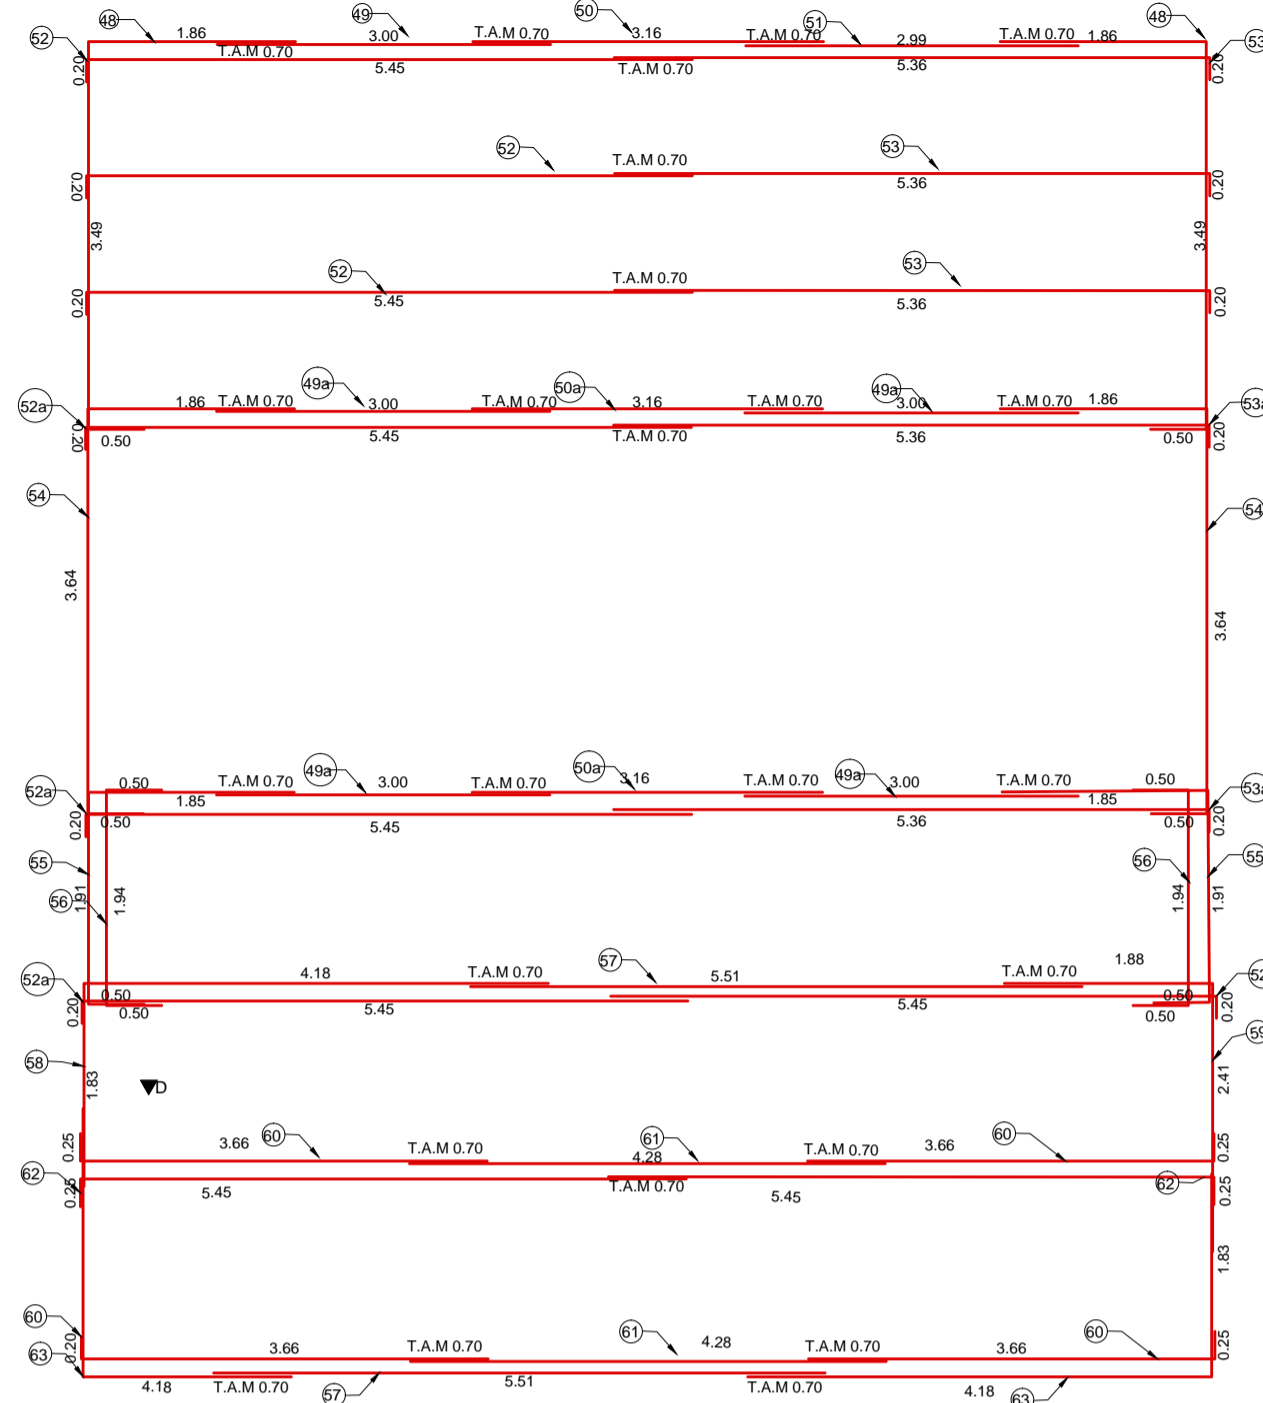 48 49 50 51 48
52 1.86 T.A.M 0.70 3.00 T.A.M 0.70 3.16 T.A.M 0.70 2.99 T.A.M 0.70 1.86 53
0.20 5.45 T.A.M 0.70 5.36 0.20
52 T.A.M 0.70 53
0.20 5.36 0.20
3.49 3.49
52 T.A.M 0.70 53
0.20 5.45 5.36 0.20
49a 50a 49a
52a 1.86 T.A.M 0.70 3.00 T.A.M 0.70 3.16 T.A.M 0.70 3.00 T.A.M 0.70 1.86 53a
0.20 0.50 5.45 T.A.M 0.70 5.36 0.50 0.20
54 54
3.64 3.64
49a 50a 49a
0.50 T.A.M 0.70 3.00 T.A.M 0.70 3.16 T.A.M 0.70 3.00 T.A.M 0.70 0.50
52a 1.85 1.85 53a
0.20 0.50 5.45 5.36 0.50 0.20
55 56 55
56 1.91 1.94 1.94 1.91
52a 4.18 T.A.M 0.70 57 5.51 T.A.M 0.70 1.88 52
0.20 0.50 0.50 5.45 5.45 0.50 0.50 0.20
58 1.83 59
D 2.41
0.25 3.66 60 T.A.M 0.70 61 4.28 T.A.M 0.70 3.66 60 0.25
62 0.25 5.45 T.A.M 0.70 5.45 62 0.25
1.83
60 61 60
0.20 3.66 T.A.M 0.70 4.28 T.A.M 0.70 3.66 0.25
63 4.18 T.A.M 0.70 57 5.51 T.A.M 0.70 4.18 63